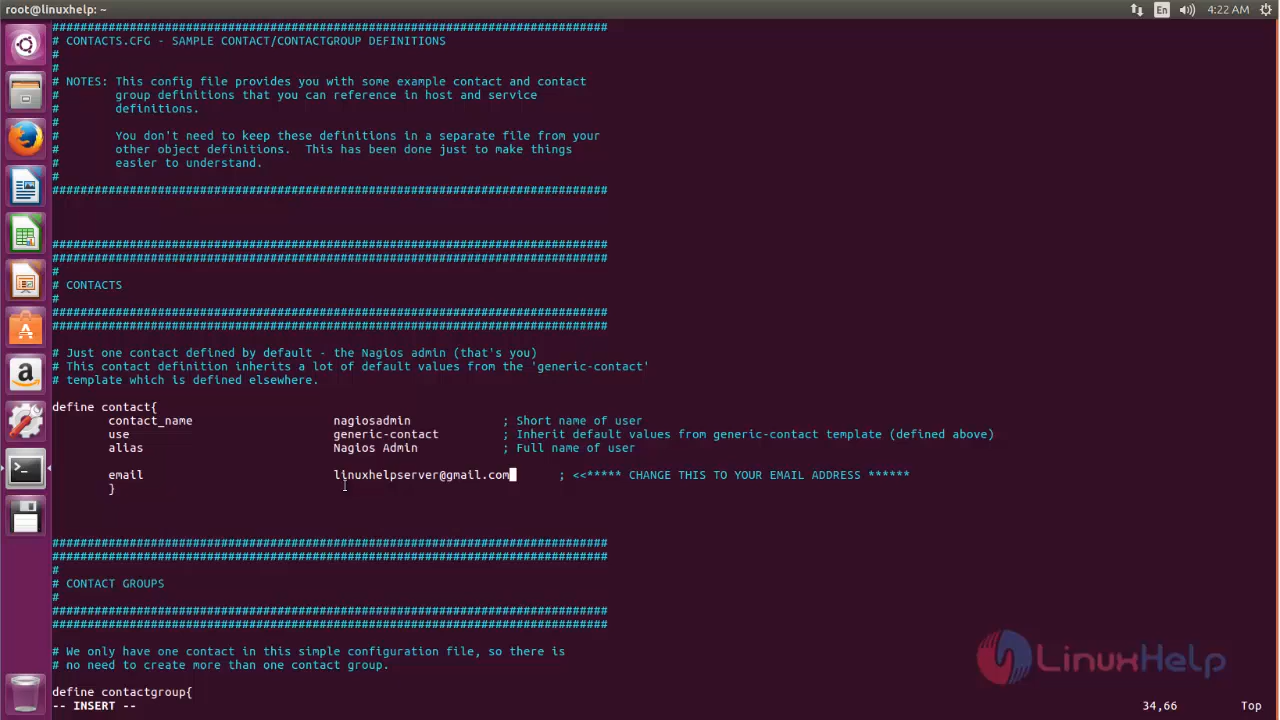 root@linuxhelp: ~
En
4:22 AM
###############################################################################
# CONTACTS.CFG - SAMPLE CONTACT/CONTACTGROUP DEFINITIONS
#
#
# NOTES: This config file provides you with some example contact and contact
#        group definitions that you can reference in host and service
#        definitions.
#
#        You don't need to keep these definitions in a separate file from your
#        other object definitions.  This has been done just to make things
#        easier to understand.
#
###############################################################################
###############################################################################
###############################################################################
#
# CONTACTS
#
###############################################################################
###############################################################################
# Just one contact defined by default - the Nagios admin (that's you)
# This contact definition inherits a lot of default values from the 'generic-contact'
# template which is defined elsewhere.
define contact{
        contact_name                    nagiosadmin             ; Short name of user
        use                             generic-contact         ; Inherit default values from generic-contact template (defined above)
        alias                           Nagios Admin            ; Full name of user
        email                           linuxhelpserver@gmail.com       ; <<***** CHANGE THIS TO YOUR EMAIL ADDRESS ******
        }
###############################################################################
###############################################################################
#
# CONTACT GROUPS
#
###############################################################################
###############################################################################
# We only have one contact in this simple configuration file, so there is
# no need to create more than one contact group.
define contactgroup{
-- INSERT --                                                34,66         Top
LinuxHelp